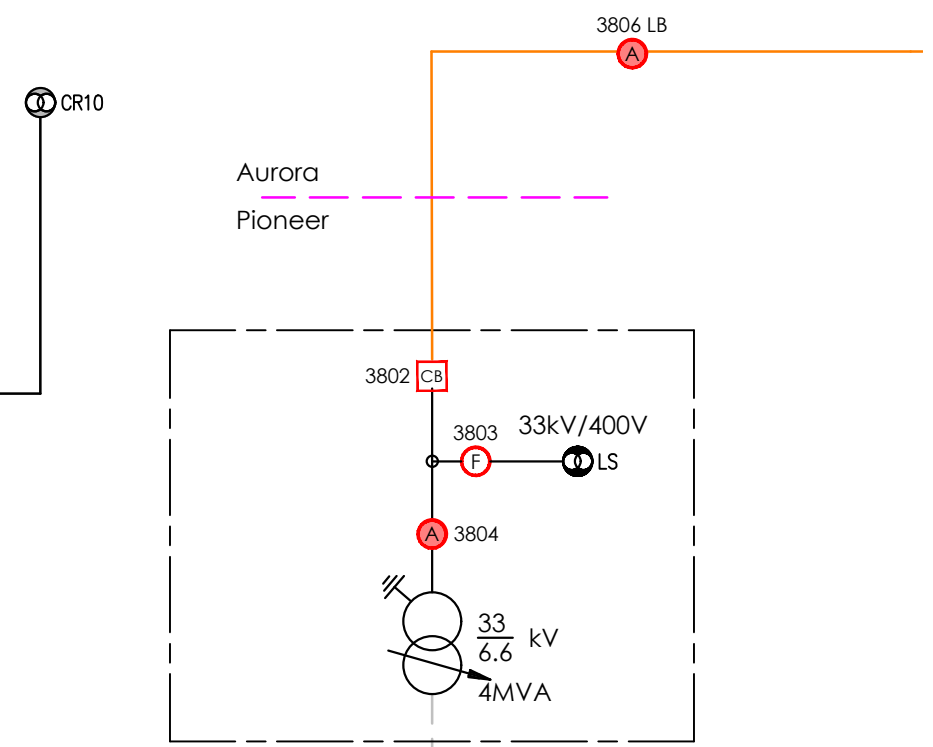 3806 LB
A
CR10
Aurora
Pioneer
3802 CB
33kV/400V
3803
F
LS
A 3804
33
6.6 kV
4MVA